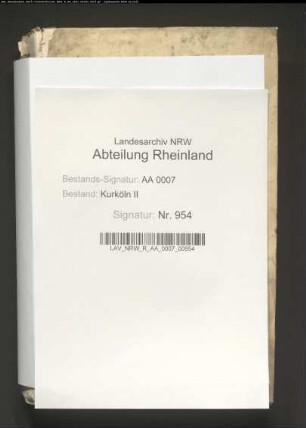 Landesarchiv NRW
Abteilung Rheinland
Bestands-Signatur: AA 0007
Bestand: Kurköln II
Signatur: Nr. 954
LAV_NRW_R_AA_0007_00954